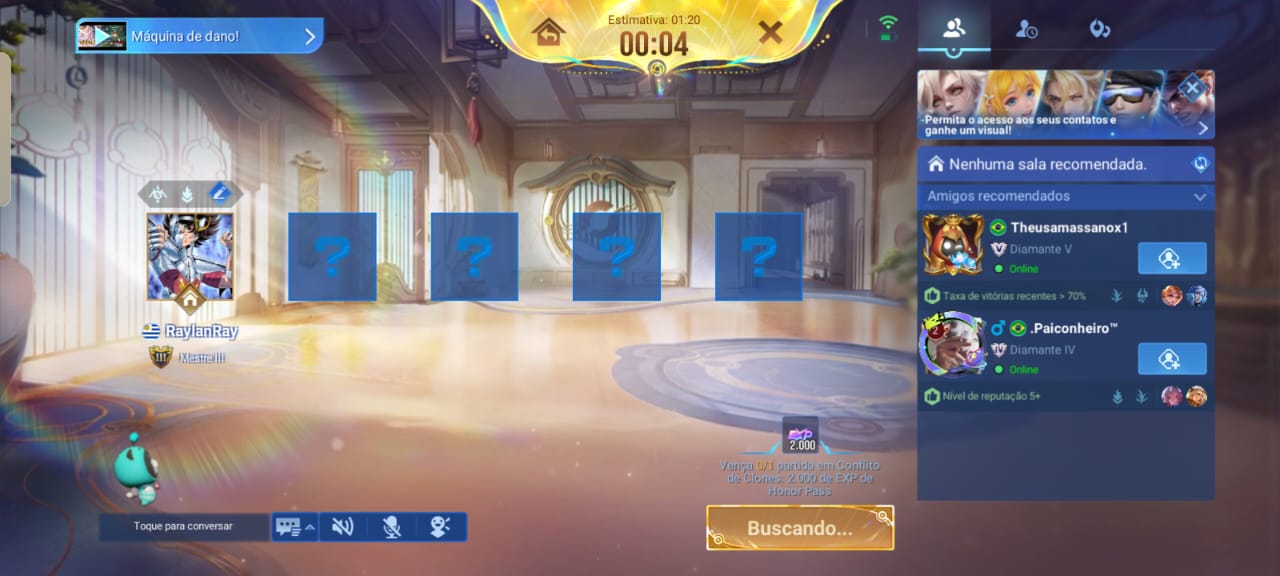 Máquina de dano!
Estimativa: 01:20
00:04
Permita o acesso aos seus contatos e
ganhe um visual!
Nenhuma sala recomendada.
Amigos recomendados
Theusamassanox1
Diamante V
Online
Taxa de vitórias recentes > 70%
.Paiconheiro™
Diamante IV
Online
Nível de reputação 5+
RaylanRay
III
Mestre III
? ? ? ?
EXP
2.000
Vença 0/1 partida em Conflito
de Clones: 2.000 de EXP de
Honor Pass
Buscando...
Toque para conversar